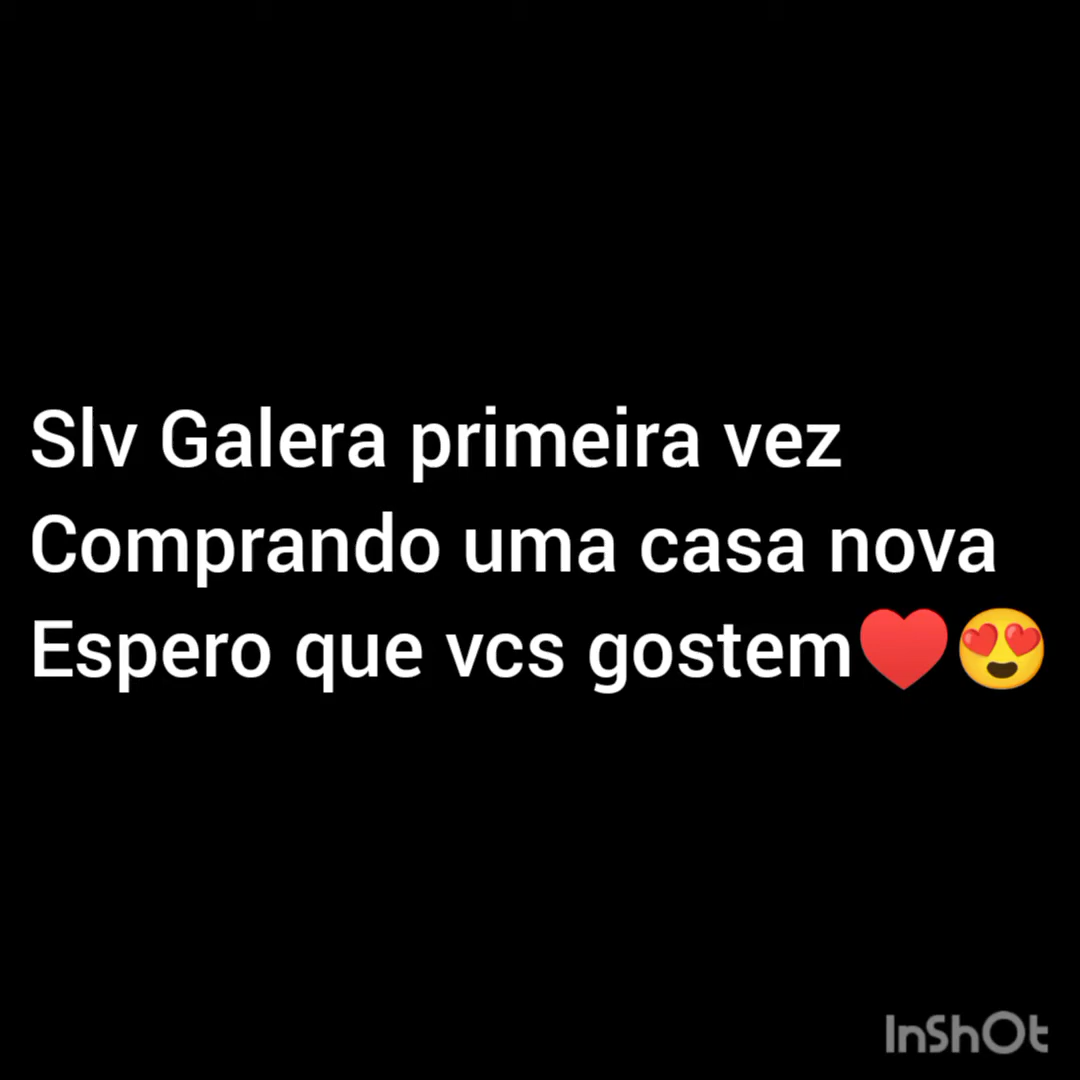 Slv Galera primeira vez
Comprando uma casa nova
Espero que vcs gostem❤️😍
InShOt